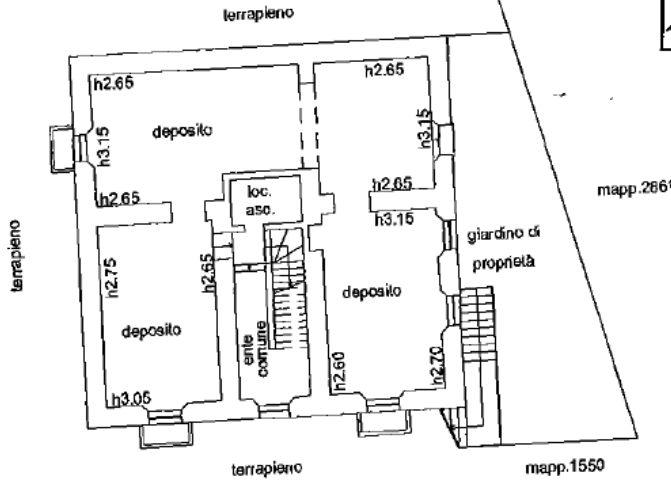 terrapieno
h2.65
h2.65
deposito
h3.15
h3.15
h2.65
loc.
asc.
h2.65
h3.15
mapp.2861
giardino di
proprietà
terrapieno
h2.75
h2.65
deposito
deposito
ente
comune
h3.05
h2.60
h2.70
terrapieno
mapp.1550